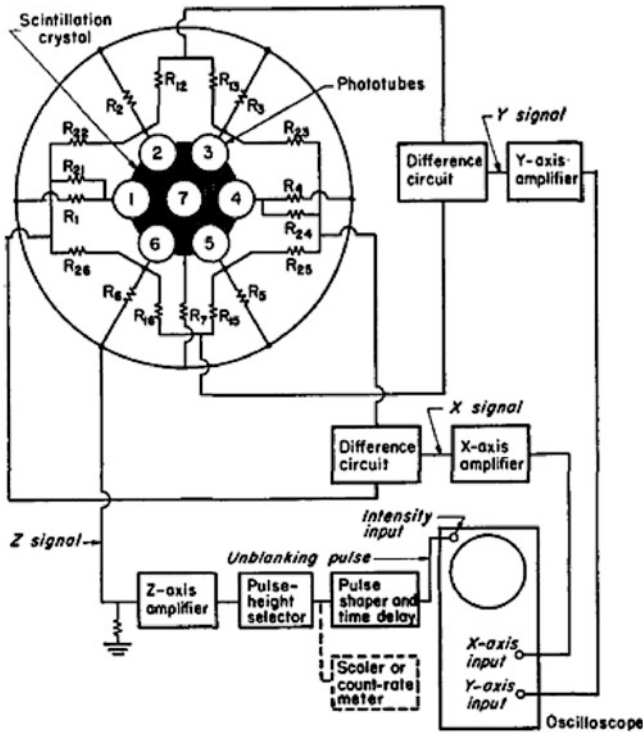 Scintillation
crystal
R2
R12
R13
R3
Phototubes
R22
R23
2
3
R21
1
7
4
R4
R1
R24
6
5
R26
R25
R6
R16
R7
R15
R5
Y signal
Difference
circuit
Y-axis
amplifier
X signal
Difference
circuit
X-axis
amplifier
Z signal
Intensity
input
Unblanking pulse
Z-axis
amplifier
Pulse-
height
selector
Pulse
shaper and
time delay
Scaler or
count-rate
meter
X-axis
input
Y-axis
input
Oscilloscope